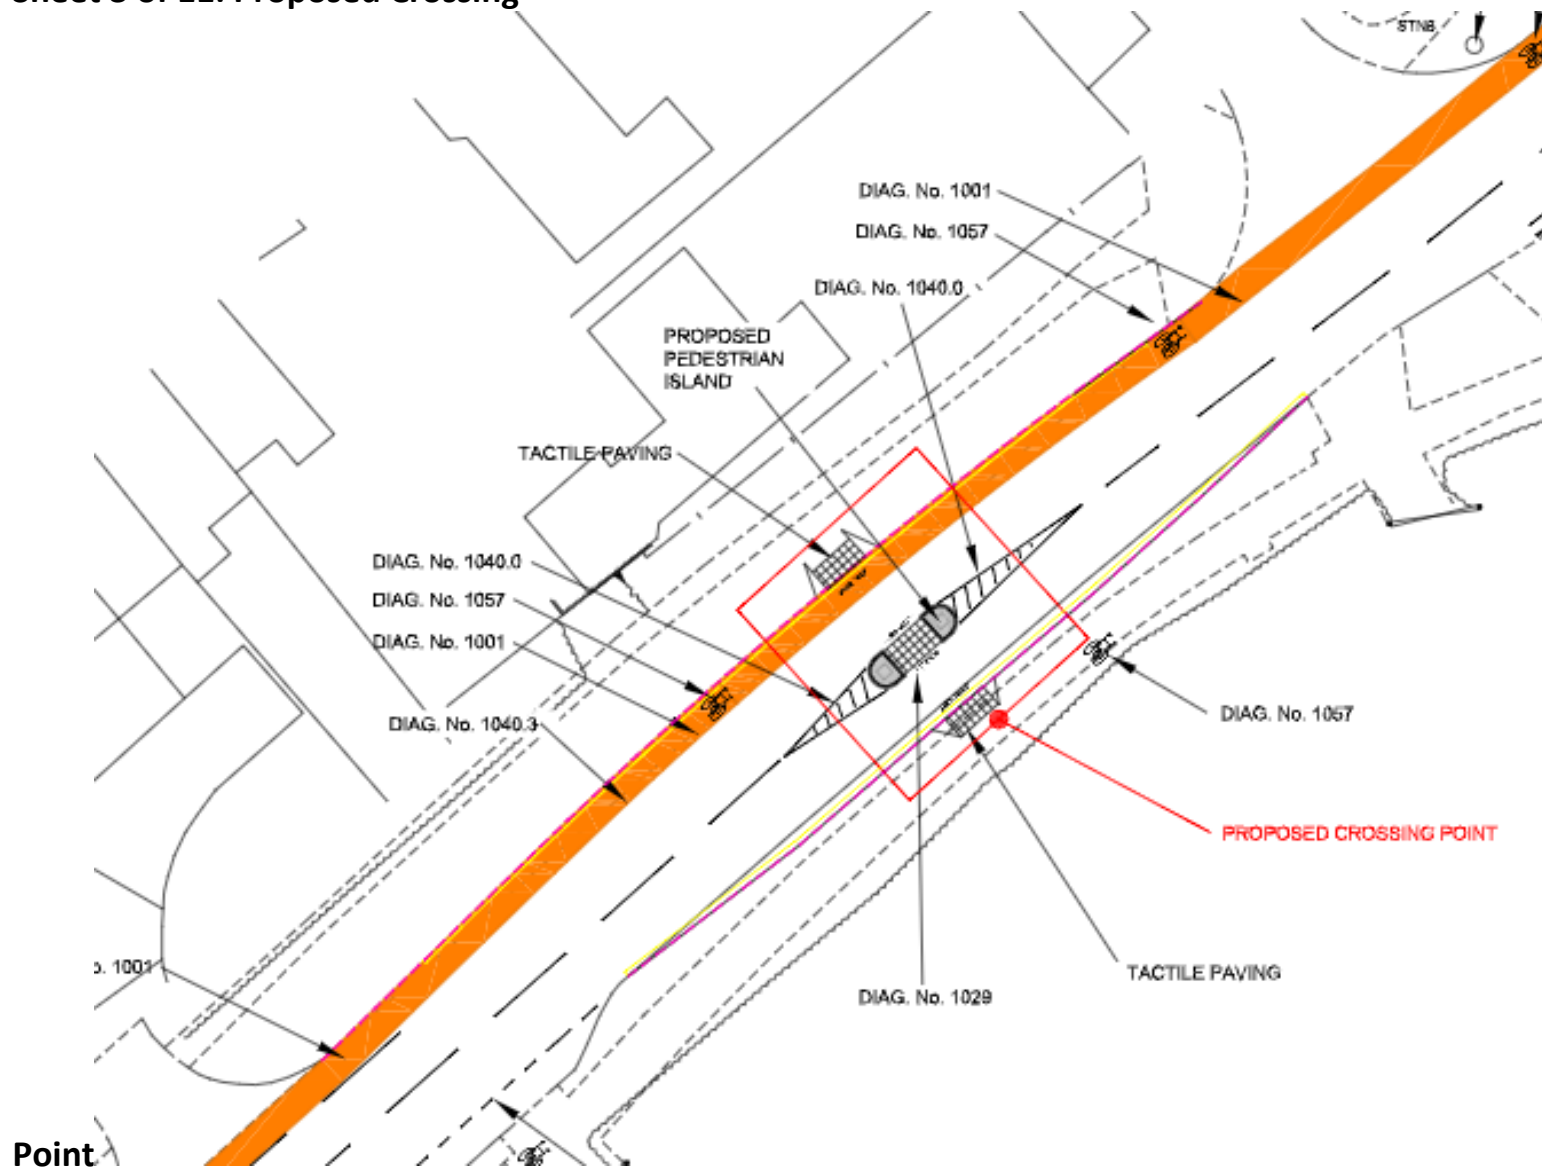 STN6
DIAG. No. 1001
DIAG. No. 1057
DIAG. No. 1040.0
PROPOSED
PEDESTRIAN
ISLAND
TACTILE PAVING
DIAG. No. 1040.0
DIAG. No. 1057
DIAG. No. 1001
DIAG. No. 1040.3
DIAG. No. 1057
PROPOSED CROSSING POINT
1001
TACTILE PAVING
DIAG. No. 1029
Point